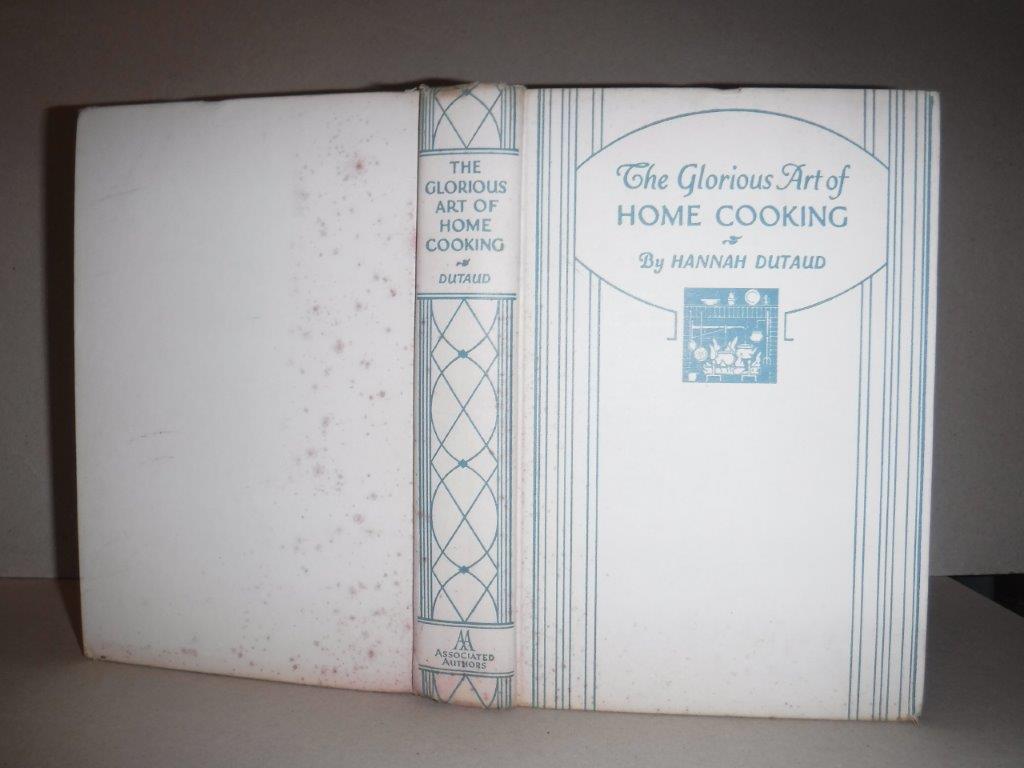 THE
GLORIOUS
ART OF
HOME
COOKING
DUTAUD
AA
ASSOCIATED
AUTHORS
The Glorious Art of
HOME COOKING
By HANNAH DUTAUD